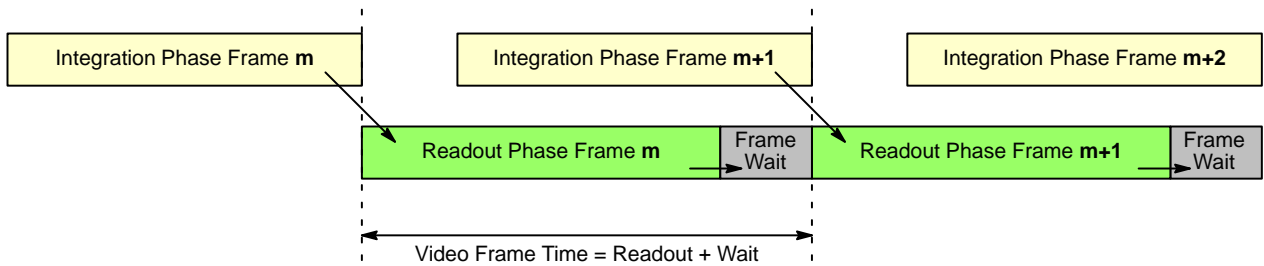 Integration Phase Frame m
Integration Phase Frame m+1
Integration Phase Frame m+2
Readout Phase Frame m
Frame
Wait
Readout Phase Frame m+1
Frame
Wait
Video Frame Time = Readout + Wait